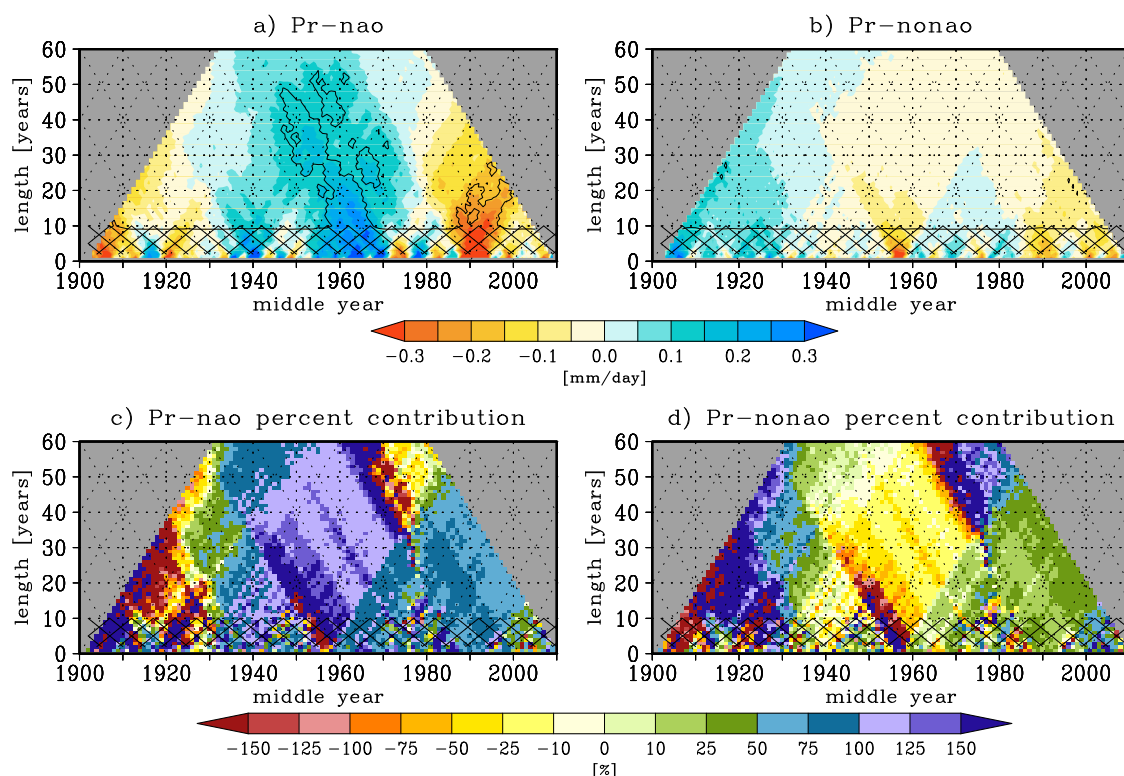 a) Pr−nao b) Pr−nonao
60 60
50 50
40 40
30 30
20 20
10 10
0 0
length [years] length [years]
1900 1920 1940 1960 1980 2000 1900 1920 1940 1960 1980 2000
middle year middle year
−0.3 −0.2 −0.1 0.0 0.1 0.2 0.3
[mm/day]
c) Pr−nao percent contribution d) Pr−nonao percent contribution
60 60
50 50
40 40
30 30
20 20
10 10
0 0
length [years] length [years]
1900 1920 1940 1960 1980 2000 1900 1920 1940 1960 1980 2000
middle year middle year
−150 −125 −100 −75 −50 −25 −10 0 10 25 50 75 100 125 150
[%]